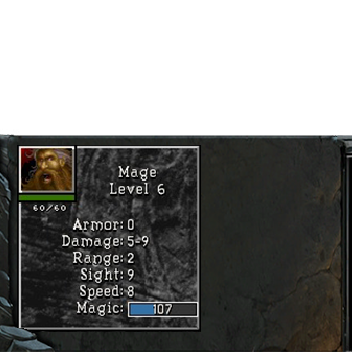 Mage
Level 6
60/60
Armor: 0
Damage: 5-9
Range: 2
Sight: 9
Speed: 8
Magic: 107